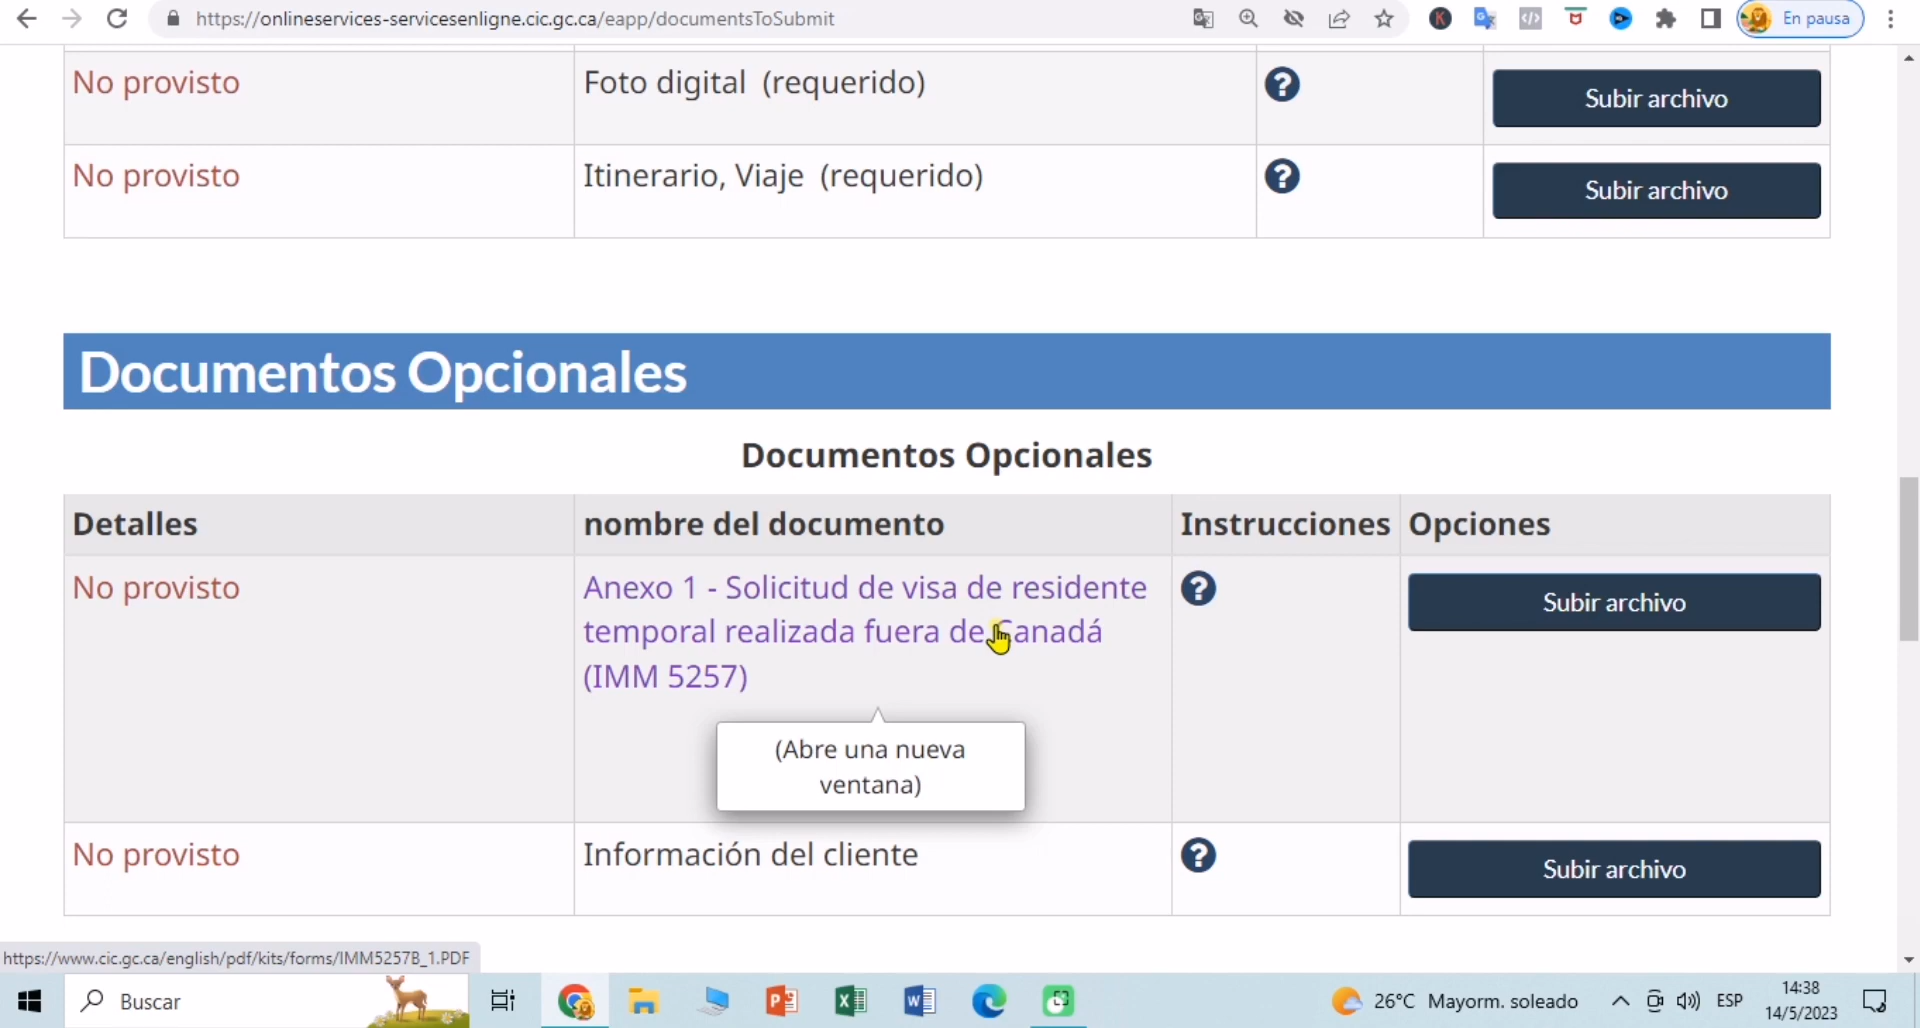 https://onlineservices-servicesenligne.cic.gc.ca/eapp/documentsToSubmit
En pausa
No provisto
Foto digital (requerido)
Subir archivo
No provisto
Itinerario, Viaje (requerido)
Subir archivo
Documentos Opcionales
Documentos Opcionales
Detalles
nombre del documento
Instrucciones
Opciones
No provisto
Anexo 1 - Solicitud de visa de residente
temporal realizada fuera de Canadá
(IMM 5257)
Subir archivo
(Abre una nueva
ventana)
No provisto
Información del cliente
Subir archivo
https://www.cic.gc.ca/english/pdf/kits/forms/IMM5257B_1.PDF
Buscar
26°C Mayorm. soleado
ESP
14:38
14/5/2023